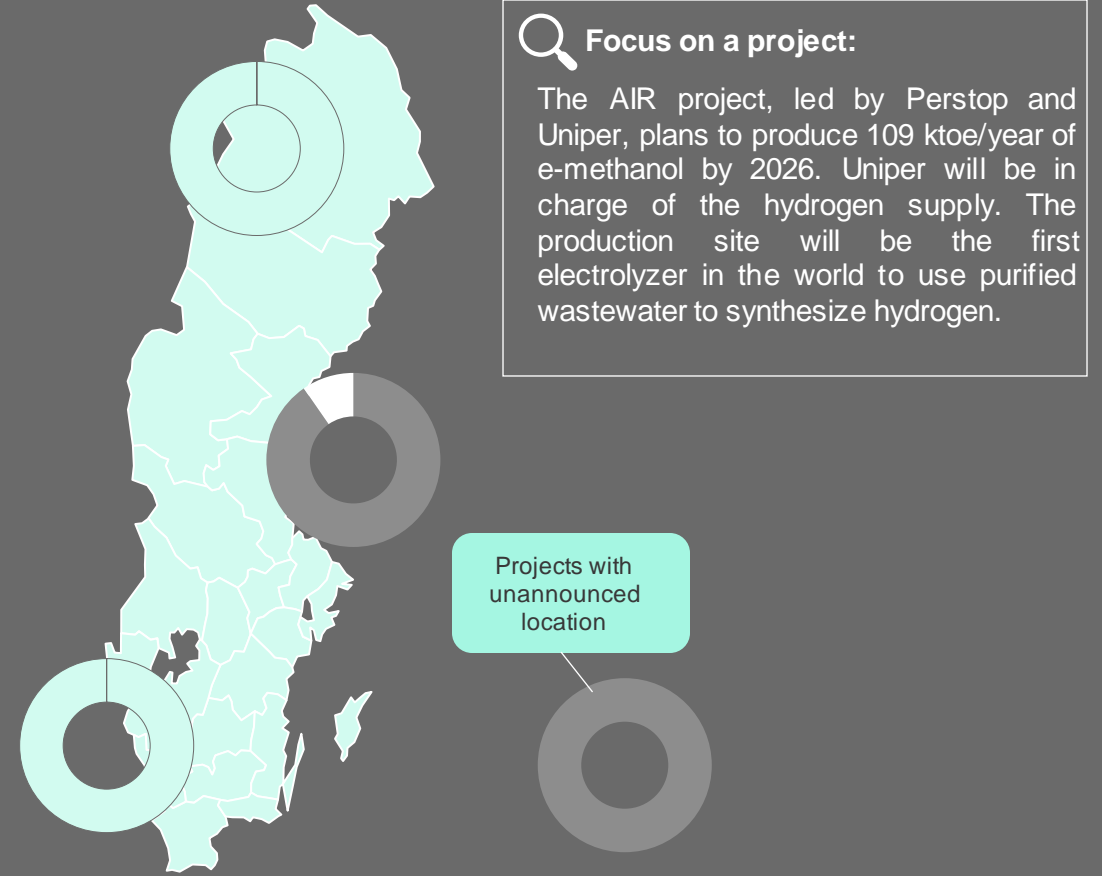 Focus on a project:
The AIR project, led by Perstop and
Uniper, plans to produce 109 ktoe/year of
e-methanol by 2026. Uniper will be in
charge of the hydrogen supply. The
production site will be the first
electrolyzer in the world to use purified
wastewater to synthesize hydrogen.
Projects with
unannounced
location